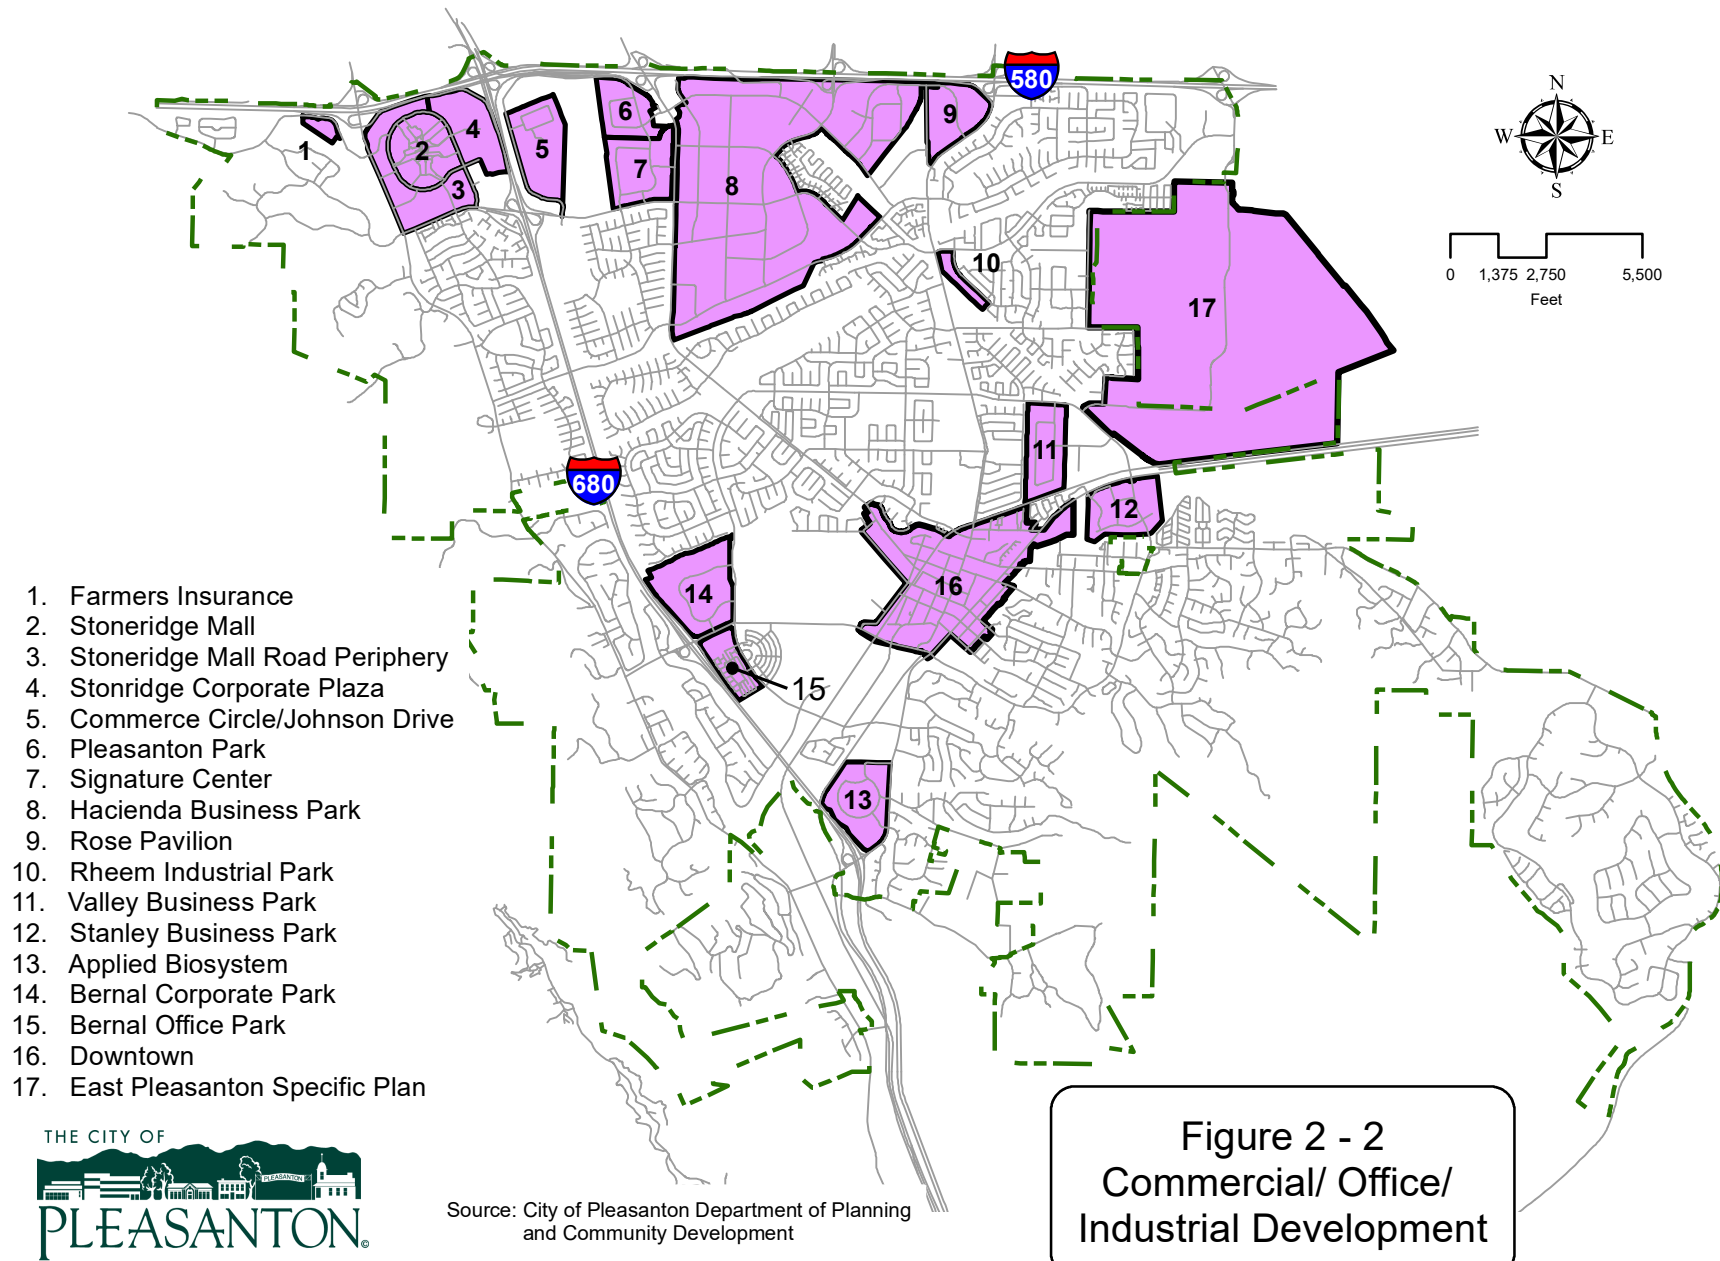 580
N
W E
S
0 1,375 2,750 5,500
Feet
1
2
3
4
5
6
7
8
9
10
17
11
12
680
14
16
15
13
1. Farmers Insurance
2. Stoneridge Mall
3. Stoneridge Mall Road Periphery
4. Stonridge Corporate Plaza
5. Commerce Circle/Johnson Drive
6. Pleasanton Park
7. Signature Center
8. Hacienda Business Park
9. Rose Pavilion
10. Rheem Industrial Park
11. Valley Business Park
12. Stanley Business Park
13. Applied Biosystem
14. Bernal Corporate Park
15. Bernal Office Park
16. Downtown
17. East Pleasanton Specific Plan
THE CITY OF
PLEASANTON
PLEASANTON.©
Source: City of Pleasanton Department of Planning
and Community Development
Figure 2 - 2
Commercial/ Office/
Industrial Development